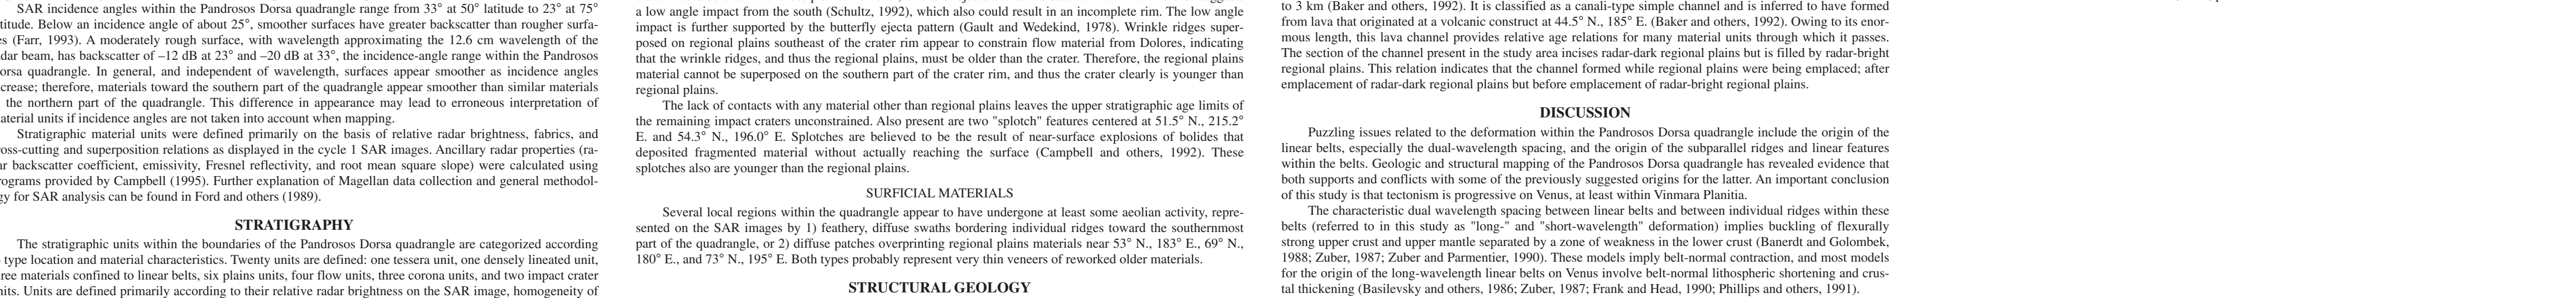 SAR incidence angles within the Pandrosos Dorsa quadrangle range from 33° at 50° latitude to 23° at 75°
titude. Below an incidence angle of about 25°, smoother surfaces have greater backscatter than rougher surfa-
es (Farr, 1993). A moderately rough surface, with wavelength approximating the 12.6 cm wavelength of the
dar beam, has backscatter of –12 dB at 23° and –20 dB at 33°, the incidence-angle range within the Pandrosos
orsa quadrangle. In general, and independent of wavelength, surfaces appear smoother as incidence angles
crease; therefore, materials toward the southern part of the quadrangle appear smoother than similar materials
the northern part of the quadrangle. This difference in appearance may lead to erroneous interpretation of
aterial units if incidence angles are not taken into account when mapping.
Stratigraphic material units were defined primarily on the basis of relative radar brightness, fabrics, and
oss-cutting and superposition relations as displayed in the cycle 1 SAR images. Ancillary radar properties (ra-
ar backscatter coefficient, emissivity, Fresnel reflectivity, and root mean square slope) were calculated using
rograms provided by Campbell (1995). Further explanation of Magellan data collection and general methodol-
gy for SAR analysis can be found in Ford and others (1989).
STRATIGRAPHY
The stratigraphic units within the boundaries of the Pandrosos Dorsa quadrangle are categorized according
type location and material characteristics. Twenty units are defined: one tessera unit, one densely lineated unit,
ree materials confined to linear belts, six plains units, four flow units, three corona units, and two impact crater
nits. Units are defined primarily according to their relative radar brightness on the SAR image, homogeneity of
a low angle impact from the south (Schultz, 1992), which also could result in an incomplete rim. The low angle
impact is further supported by the butterfly ejecta pattern (Gault and Wedekind, 1978). Wrinkle ridges super-
posed on regional plains southeast of the crater rim appear to constrain flow material from Dolores, indicating
that the wrinkle ridges, and thus the regional plains, must be older than the crater. Therefore, the regional plains
material cannot be superposed on the southern part of the crater rim, and thus the crater clearly is younger than
regional plains.
The lack of contacts with any material other than regional plains leaves the upper stratigraphic age limits of
the remaining impact craters unconstrained. Also present are two "splotch" features centered at 51.5° N., 215.2°
E. and 54.3° N., 196.0° E. Splotches are believed to be the result of near-surface explosions of bolides that
deposited fragmented material without actually reaching the surface (Campbell and others, 1992). These
splotches also are younger than the regional plains.
SURFICIAL MATERIALS
Several local regions within the quadrangle appear to have undergone at least some aeolian activity, repre-
sented on the SAR images by 1) feathery, diffuse swaths bordering individual ridges toward the southernmost
part of the quadrangle, or 2) diffuse patches overprinting regional plains materials near 53° N., 183° E., 69° N.,
180° E., and 73° N., 195° E. Both types probably represent very thin veneers of reworked older materials.
STRUCTURAL GEOLOGY
to 3 km (Baker and others, 1992). It is classified as a canali-type simple channel and is inferred to have formed
from lava that originated at a volcanic construct at 44.5° N., 185° E. (Baker and others, 1992). Owing to its enor-
mous length, this lava channel provides relative age relations for many material units through which it passes.
The section of the channel present in the study area incises radar-dark regional plains but is filled by radar-bright
regional plains. This relation indicates that the channel formed while regional plains were being emplaced; after
emplacement of radar-dark regional plains but before emplacement of radar-bright regional plains.
DISCUSSION
Puzzling issues related to the deformation within the Pandrosos Dorsa quadrangle include the origin of the
linear belts, especially the dual-wavelength spacing, and the origin of the subparallel ridges and linear features
within the belts. Geologic and structural mapping of the Pandrosos Dorsa quadrangle has revealed evidence that
both supports and conflicts with some of the previously suggested origins for the latter. An important conclusion
of this study is that tectonism is progressive on Venus, at least within Vinmara Planitia.
The characteristic dual wavelength spacing between linear belts and between individual ridges within these
belts (referred to in this study as "long-" and "short-wavelength" deformation) implies buckling of flexurally
strong upper crust and upper mantle separated by a zone of weakness in the lower crust (Banerdt and Golombek,
1988; Zuber, 1987; Zuber and Parmentier, 1990). These models imply belt-normal contraction, and most models
for the origin of the long-wavelength linear belts on Venus involve belt-normal lithospheric shortening and crus-
tal thickening (Basilevsky and others, 1986; Zuber, 1987; Frank and Head, 1990; Phillips and others, 1991).